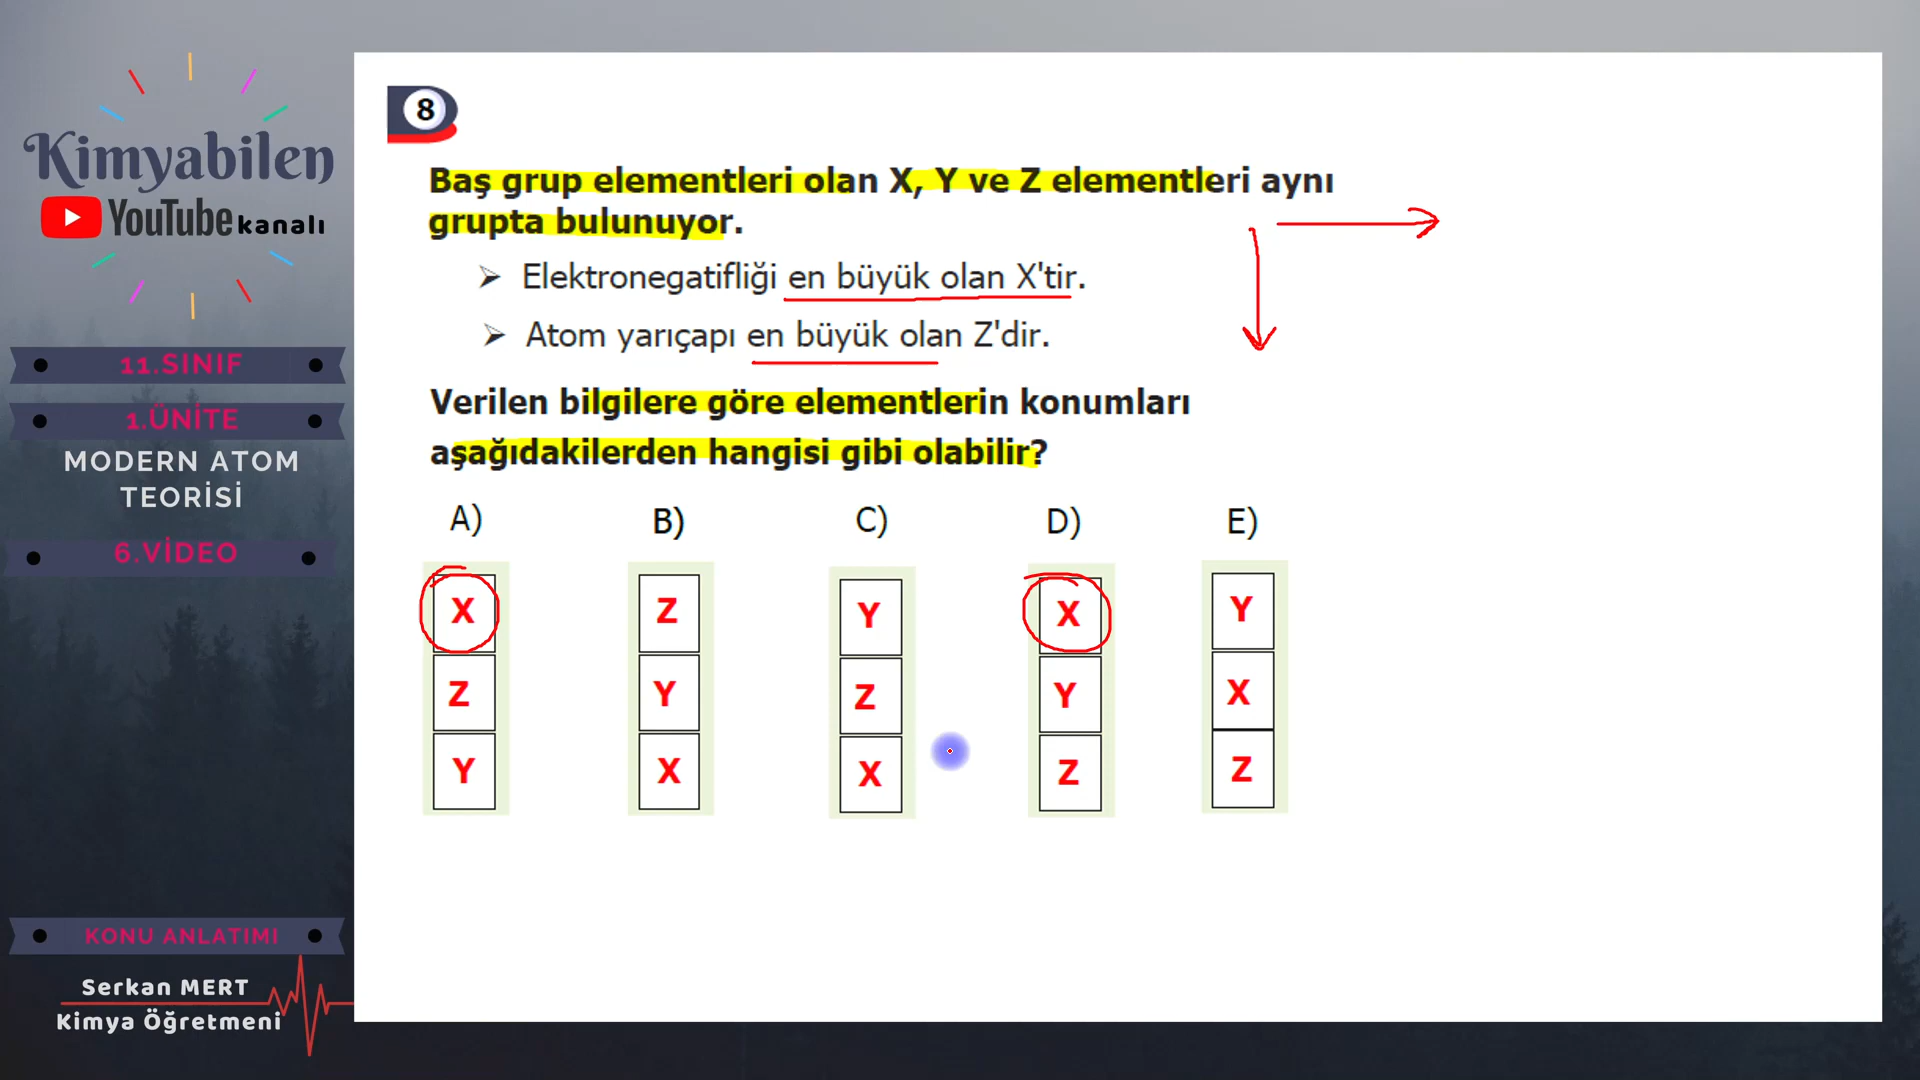 Kimyabilen
YouTube kanalı
11.SINIF
1.ÜNİTE
MODERN ATOM
TEORİSİ
6.VİDEO
KONU ANLATIMI
Serkan MERT
Kimya Öğretmeni
8
Baş grup elementleri olan X, Y ve Z elementleri aynı
grupta bulunuyor.
➢ Elektronegatifliği en büyük olan X'tir.
➢ Atom yarıçapı en büyük olan Z'dir.
Verilen bilgilere göre elementlerin konumları
aşağıdakilerden hangisi gibi olabilir?
A) B) C) D) E)
X Z Y X Y
Z Y Z Y X
Y X X Z Z